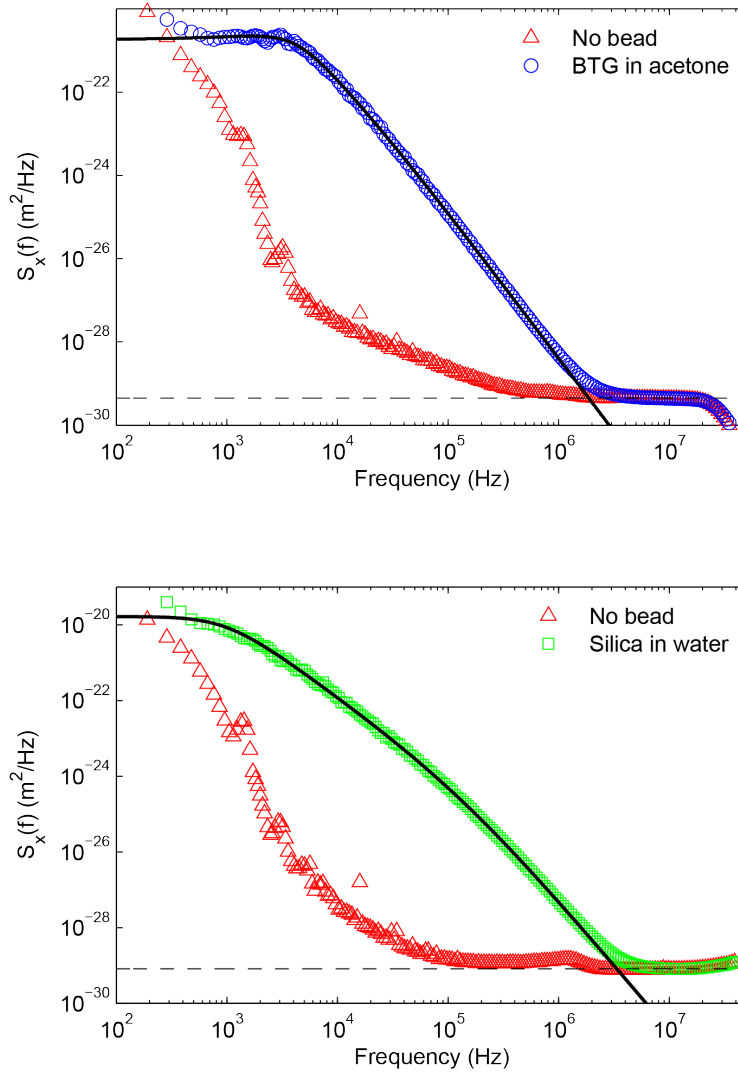 No bead
BTG in acetone
10^-22
10^-24
10^-26
10^-28
10^-30
S_x(f) (m^2/Hz)
10^2 10^3 10^4 10^5 10^6 10^7
Frequency (Hz)
No bead
Silica in water
10^-20
10^-22
10^-24
10^-26
10^-28
10^-30
S_x(f) (m^2/Hz)
10^2 10^3 10^4 10^5 10^6 10^7
Frequency (Hz)